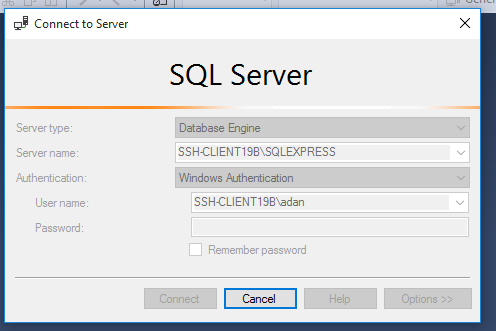 Connect to Server
SQL Server
Server type: Database Engine
Server name: SSH-CLIENT19B\SQLEXPRESS
Authentication: Windows Authentication
User name: SSH-CLIENT19B\adan
Password:
Remember password
Connect Cancel Help Options >>